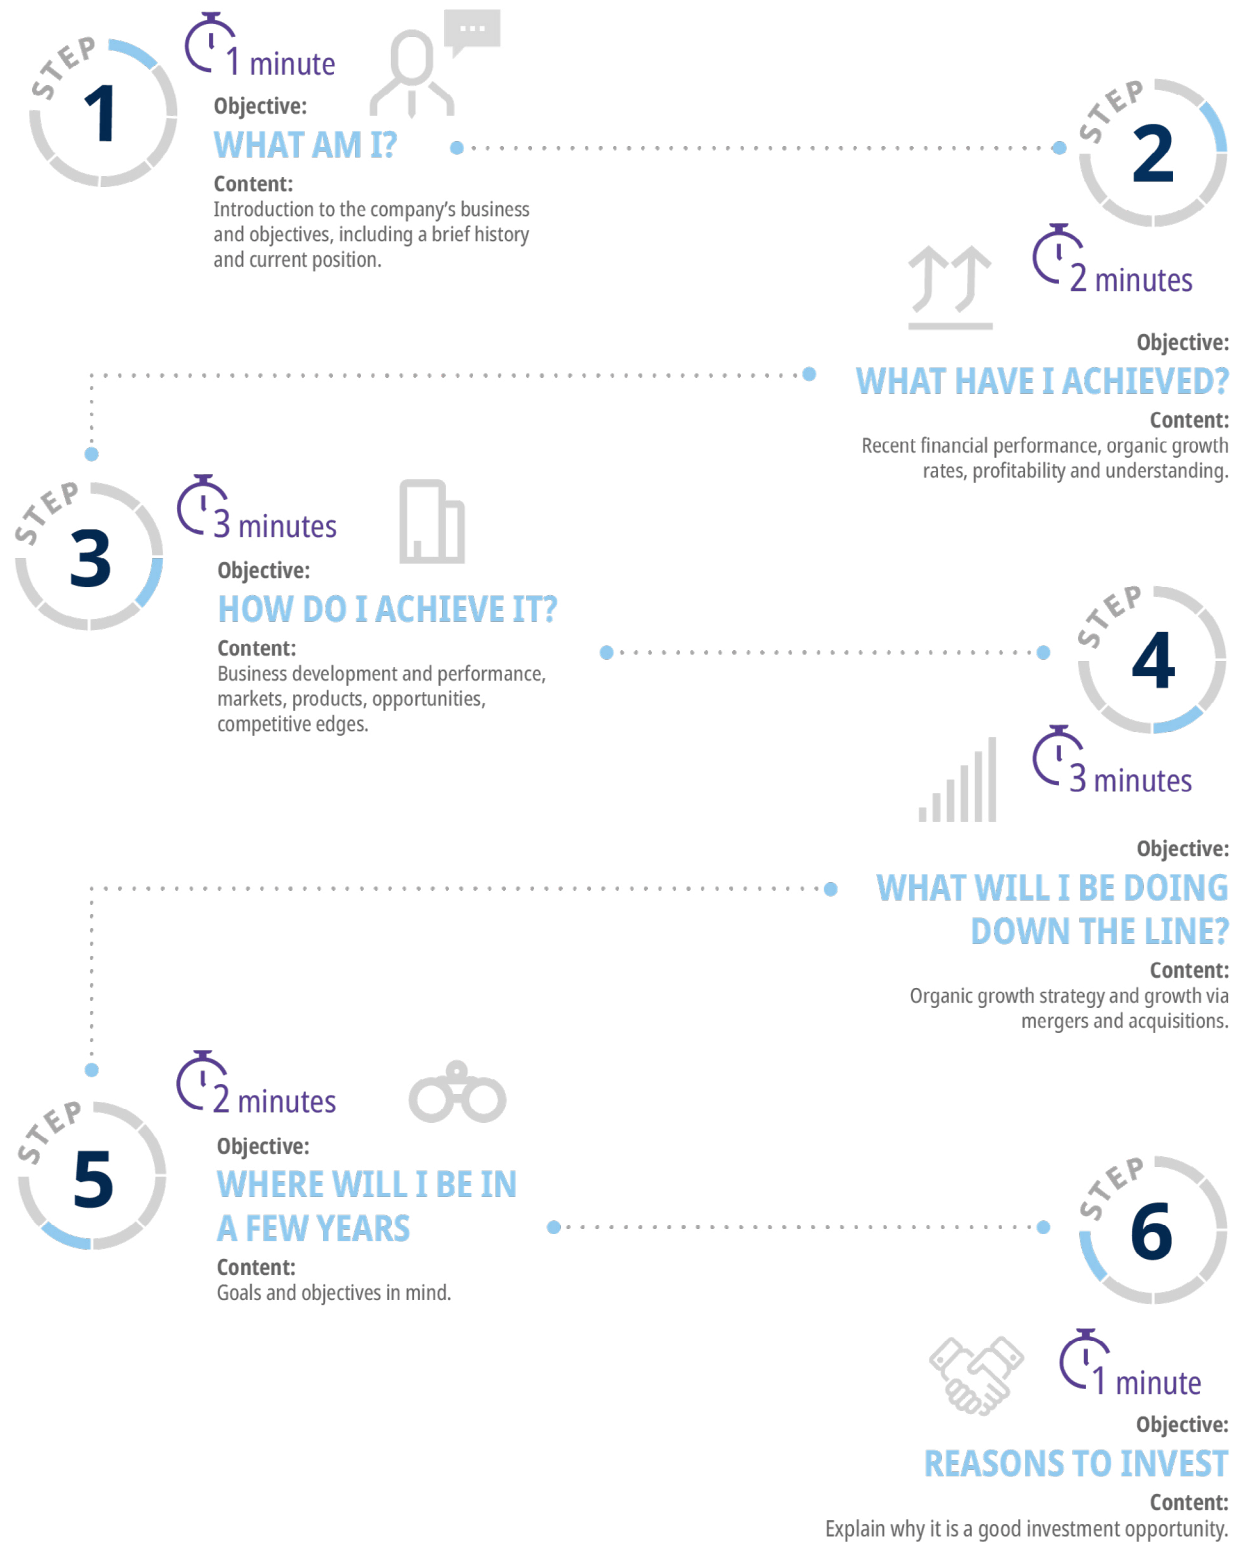 STEP
1
1 minute
Objective:
WHAT AM I?
Content:
Introduction to the company’s business
and objectives, including a brief history
and current position.
STEP
2
2 minutes
Objective:
WHAT HAVE I ACHIEVED?
Content:
Recent financial performance, organic growth
rates, profitability and understanding.
STEP
3
3 minutes
Objective:
HOW DO I ACHIEVE IT?
Content:
Business development and performance,
markets, products, opportunities,
competitive edges.
STEP
4
3 minutes
Objective:
WHAT WILL I BE DOING
DOWN THE LINE?
Content:
Organic growth strategy and growth via
mergers and acquisitions.
STEP
5
2 minutes
Objective:
WHERE WILL I BE IN
A FEW YEARS
Content:
Goals and objectives in mind.
STEP
6
1 minute
Objective:
REASONS TO INVEST
Content:
Explain why it is a good investment opportunity.